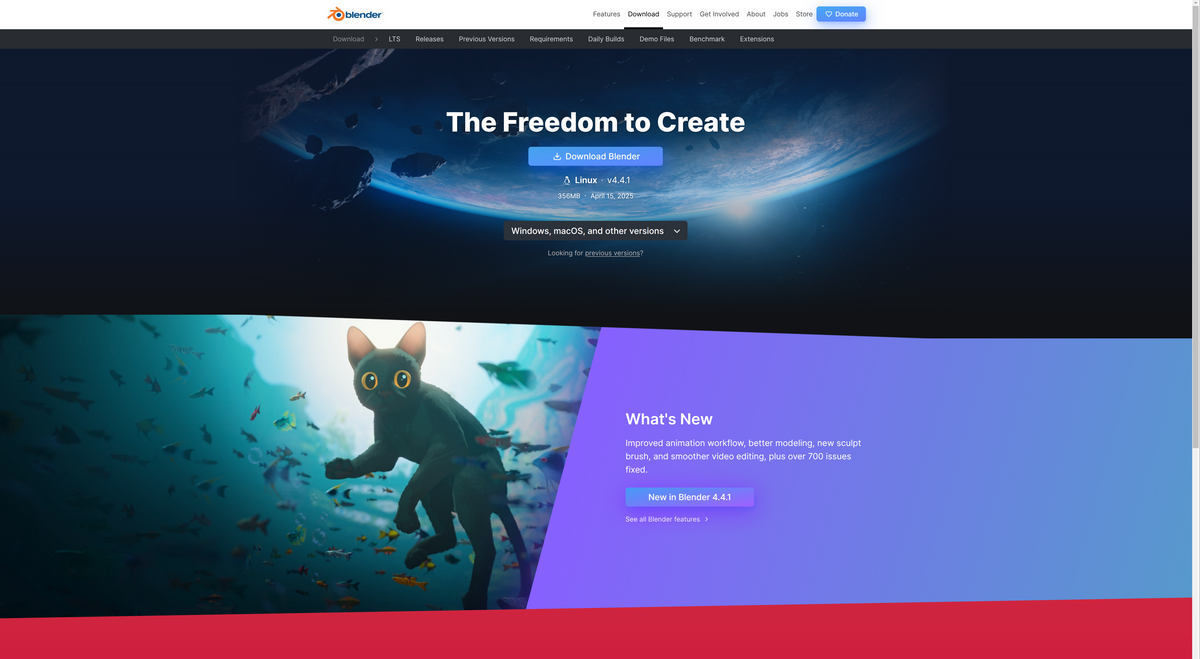 blender
Features Download Support Get Involved About Jobs Store Donate
Download LTS Releases Previous Versions Requirements Daily Builds Demo Files Benchmark Extensions
The Freedom to Create
Download Blender
Linux · v4.4.1
356MB · April 15, 2025
Windows, macOS, and other versions
Looking for previous versions?
What's New
Improved animation workflow, better modeling, new sculpt
brush, and smoother video editing, plus over 700 issues
fixed.
New in Blender 4.4.1
See all Blender features